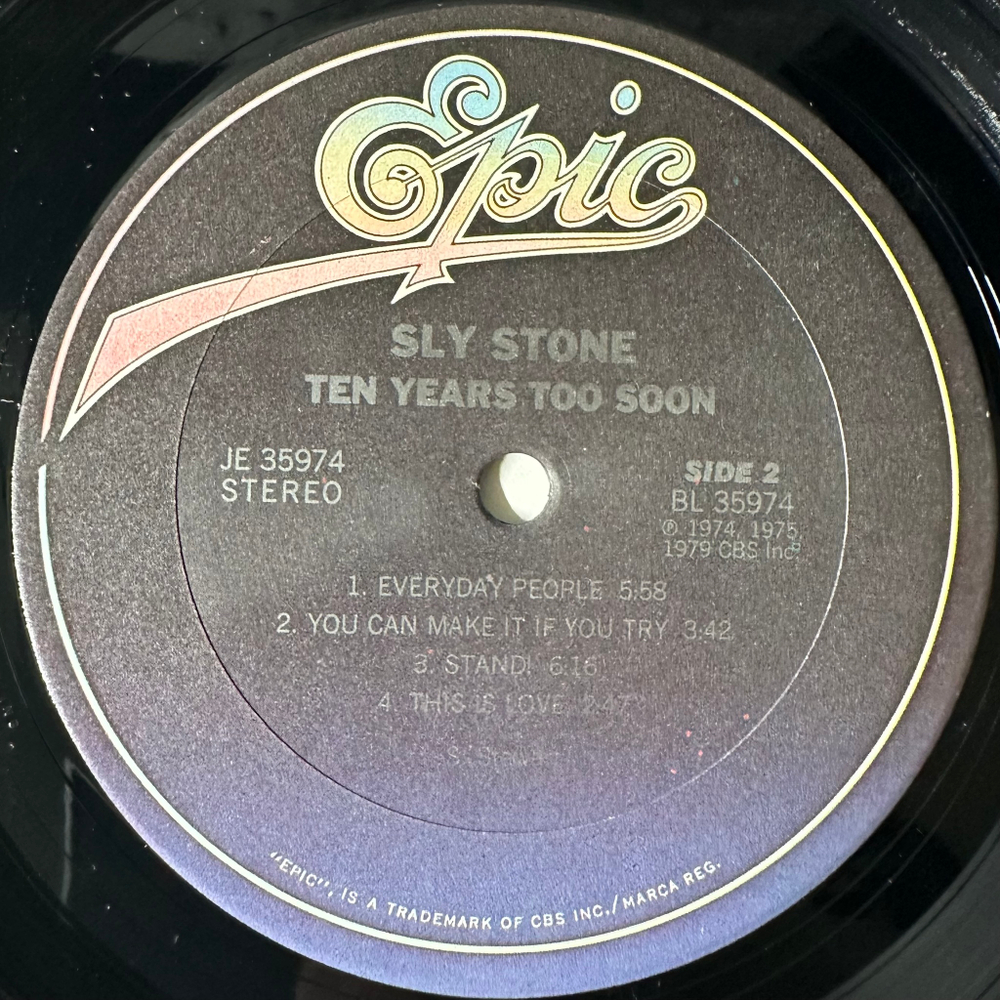 Epic
SLY STONE
TEN YEARS TOO SOON
JE 35974
STEREO
SIDE 2
BL 35974
℗ 1974, 1975,
1979 CBS Inc.
1. EVERYDAY PEOPLE 5:58
2. YOU CAN MAKE IT IF YOU TRY 3:42
3. STAND! 6:16
4. THIS IS LOVE 2:47
"EPIC", IS A TRADEMARK OF CBS INC./MARCA REG.